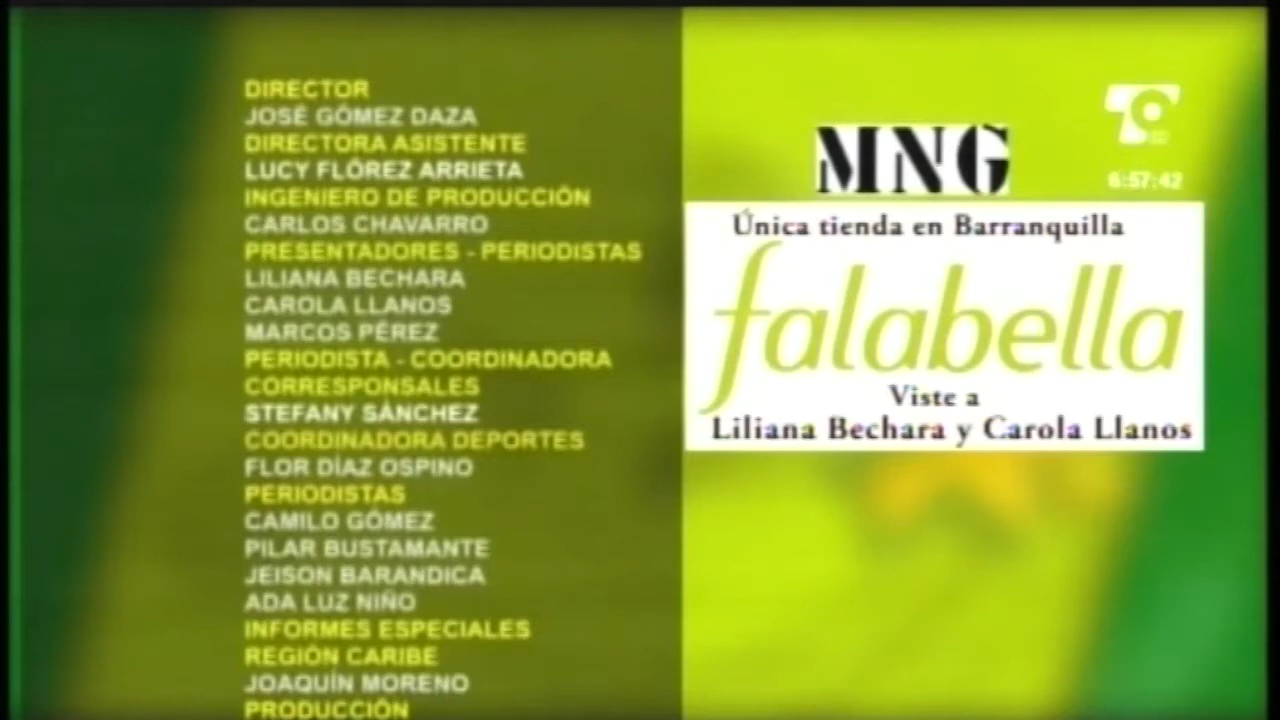 DIRECTOR
JOSÉ GÓMEZ DAZA
DIRECTORA ASISTENTE
LUCY FLÓREZ ARRIETA
INGENIERO DE PRODUCCIÓN
CARLOS CHAVARRO
PRESENTADORES - PERIODISTAS
LILIANA BECHARA
CAROLA LLANOS
MARCOS PÉREZ
PERIODISTA - COORDINADORA
CORRESPONSALES
STEFANY SÁNCHEZ
COORDINADORA DEPORTES
FLOR DÍAZ OSPINO
PERIODISTAS
CAMILO GÓMEZ
PILAR BUSTAMANTE
JEISON BARANDICA
ADA LUZ NIÑO
INFORMES ESPECIALES
REGIÓN CARIBE
JOAQUÍN MORENO
PRODUCCIÓN
MNG
Única tienda en Barranquilla
falabella
Viste a
Liliana Bechara y Carola Llanos
6:57:42